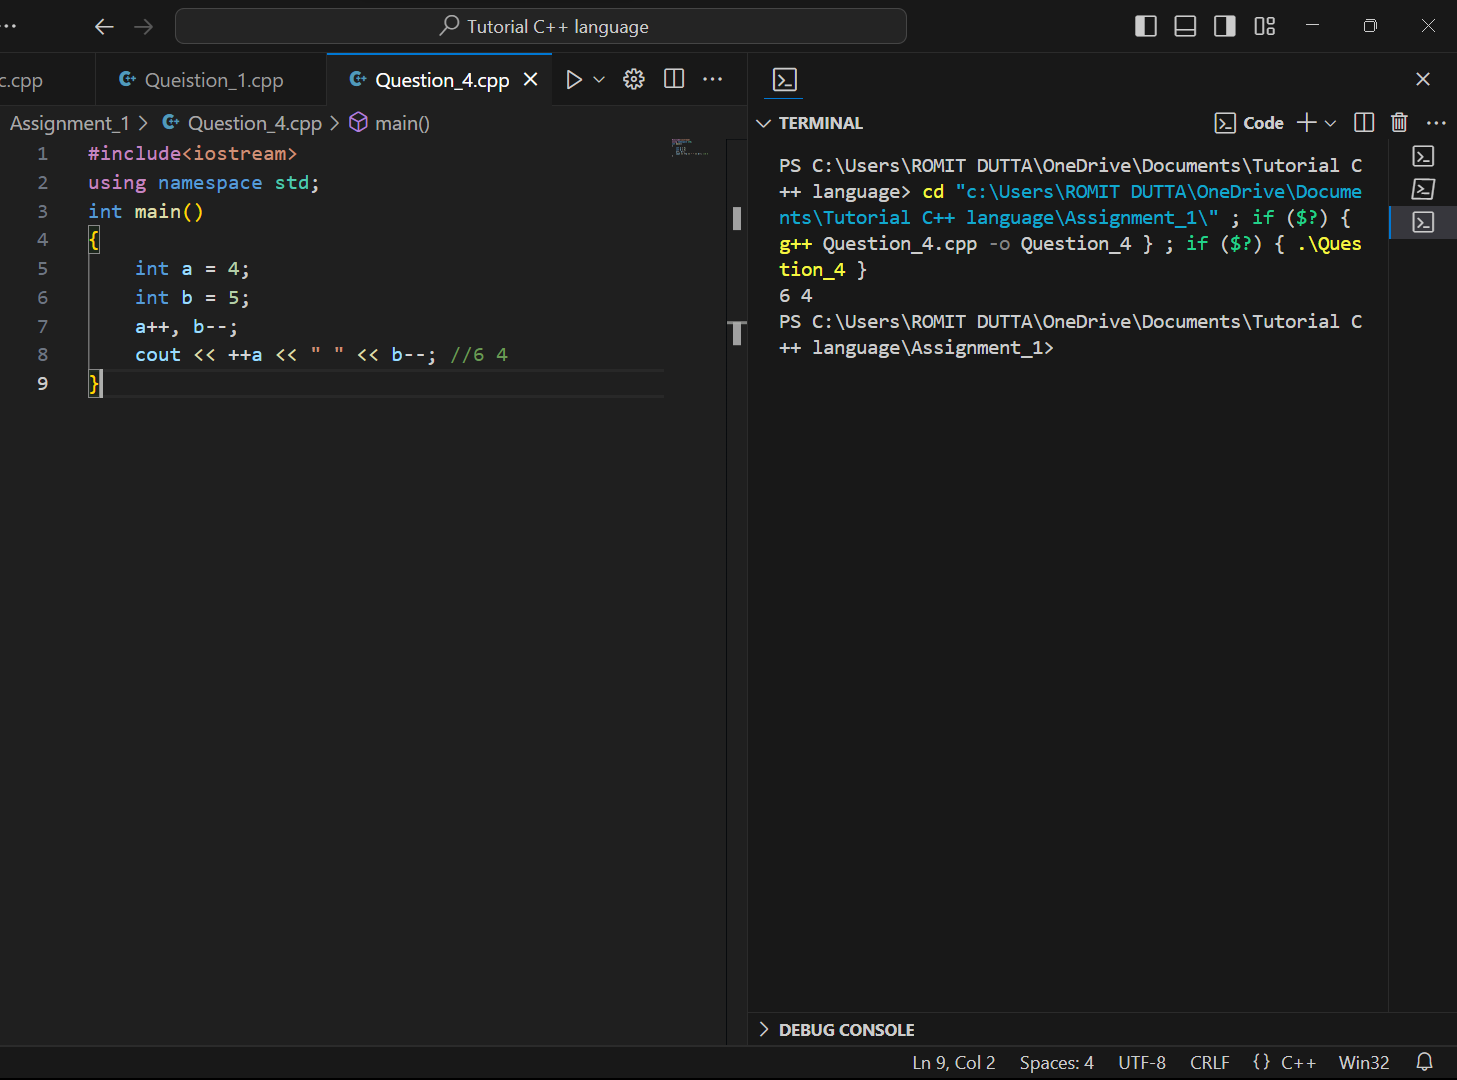 Tutorial C++ language
c.cpp
Queistion_1.cpp
Question_4.cpp
Assignment_1 > Question_4.cpp > main()
1 #include<iostream>
2 using namespace std;
3 int main()
4 {
5     int a = 4;
6     int b = 5;
7     a++, b--;
8     cout << ++a << " " << b--; //6 4
9 }
TERMINAL
Code
PS C:\Users\ROMIT DUTTA\OneDrive\Documents\Tutorial C
++ language> cd "c:\Users\ROMIT DUTTA\OneDrive\Docume
nts\Tutorial C++ language\Assignment_1\" ; if ($?) {
g++ Question_4.cpp -o Question_4 } ; if ($?) { .\Ques
tion_4 }
6 4
PS C:\Users\ROMIT DUTTA\OneDrive\Documents\Tutorial C
++ language\Assignment_1>
DEBUG CONSOLE
Ln 9, Col 2 Spaces: 4 UTF-8 CRLF {} C++ Win32